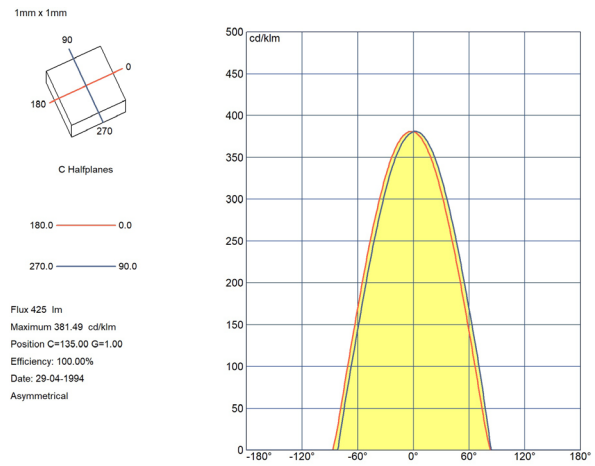 1mm x 1mm
90
0
180
270
C Halfplanes
180.0 0.0
270.0 90.0
Flux 425 lm
Maximum 381.49 cd/klm
Position C=135.00 G=1.00
Efficiency: 100.00%
Date: 29-04-1994
Asymmetrical
500
cd/klm
450
400
350
300
250
200
150
100
50
0
-180° -120° -60° 0° 60° 120° 180°